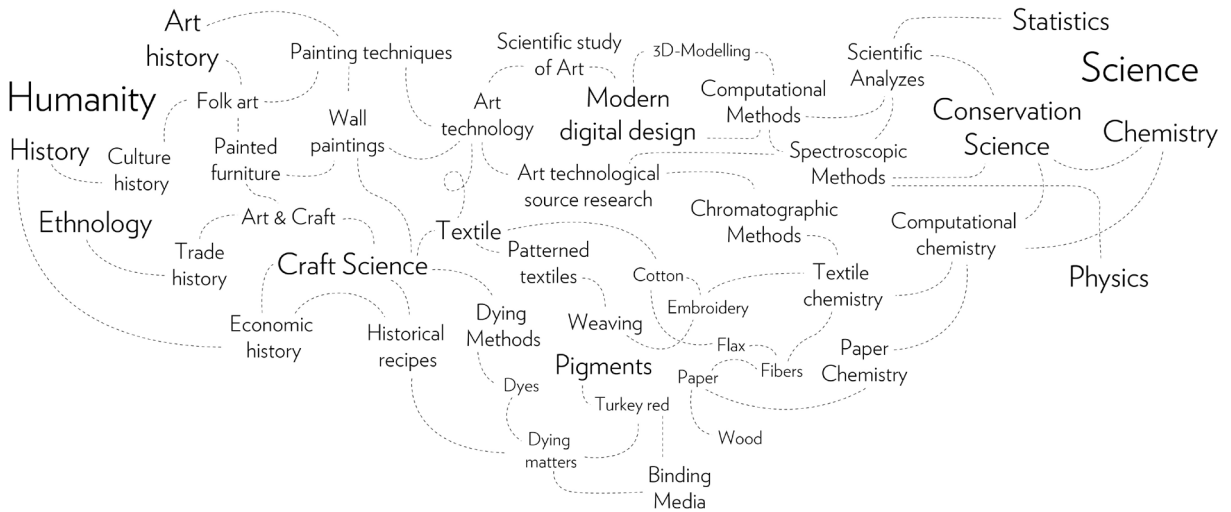 Art
history
Painting techniques
Scientific study
of Art
3D-Modelling
Scientific
Analyzes
Statistics
Science
Humanity
Folk art
Wall
paintings
Art
technology
Modern
digital design
Computational
Methods
Conservation
Science
Chemistry
History
Culture
history
Painted
furniture
Art technological
source research
Spectroscopic
Methods
Ethnology
Trade
history
Art & Craft
Textile
Chromatographic
Methods
Computational
chemistry
Craft Science
Patterned
textiles
Cotton
Embroidery
Textile
chemistry
Physics
Economic
history
Historical
recipes
Dying
Methods
Weaving
Flax
Fibers
Paper
Chemistry
Pigments
Paper
Dyes
Turkey red
Wood
Dying
matters
Binding
Media